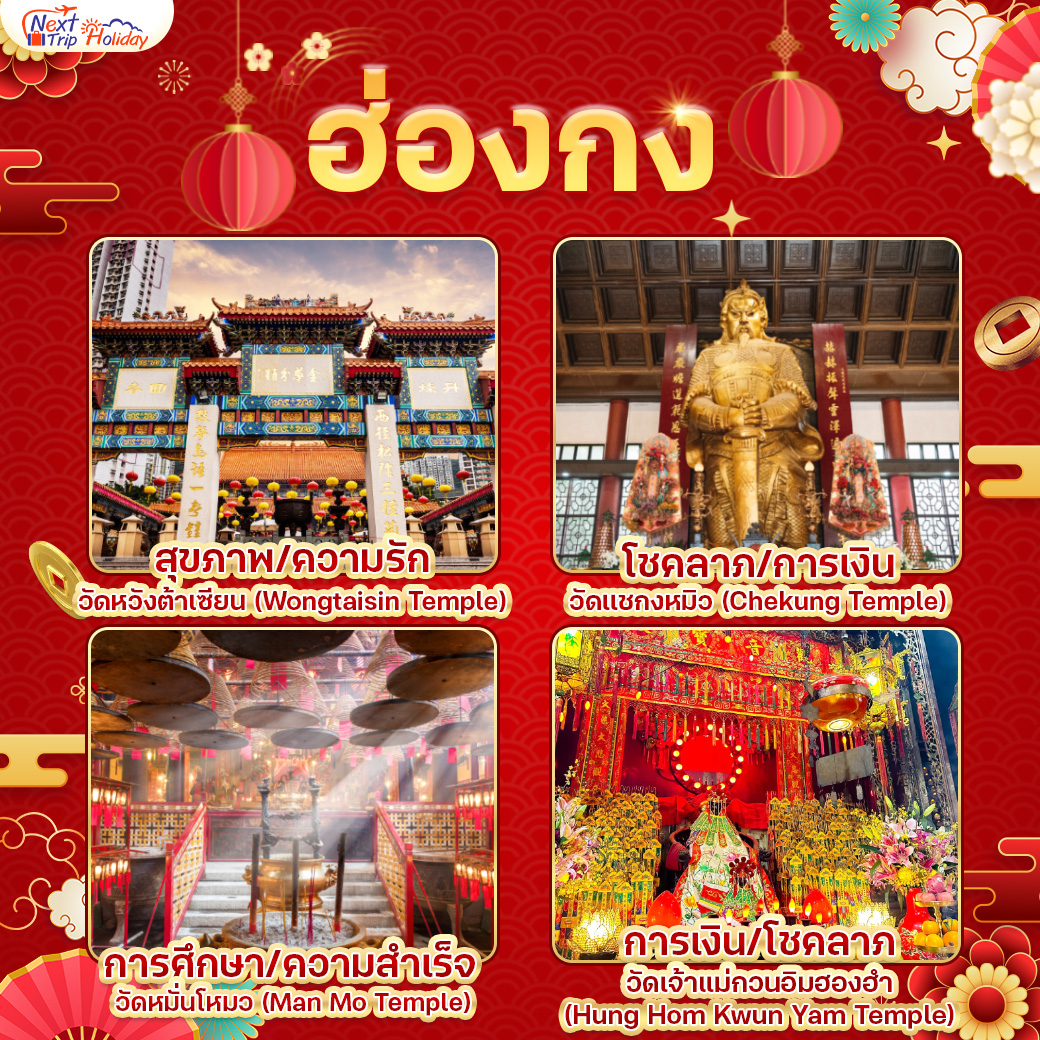 Next
Trip Holiday
ฮ่องกง
สุขภาพ/ความรัก
วัดหวังต้าเซียน (Wongtaisin Temple)
โชคลาภ/การเงิน
วัดแชกงหมิว (Chekung Temple)
การศึกษา/ความสำเร็จ
วัดหมั่นโหมว (Man Mo Temple)
การเงิน/โชคลาภ
วัดเจ้าแม่กวนอิมฮองฮำ
(Hung Hom Kwun Yam Temple)